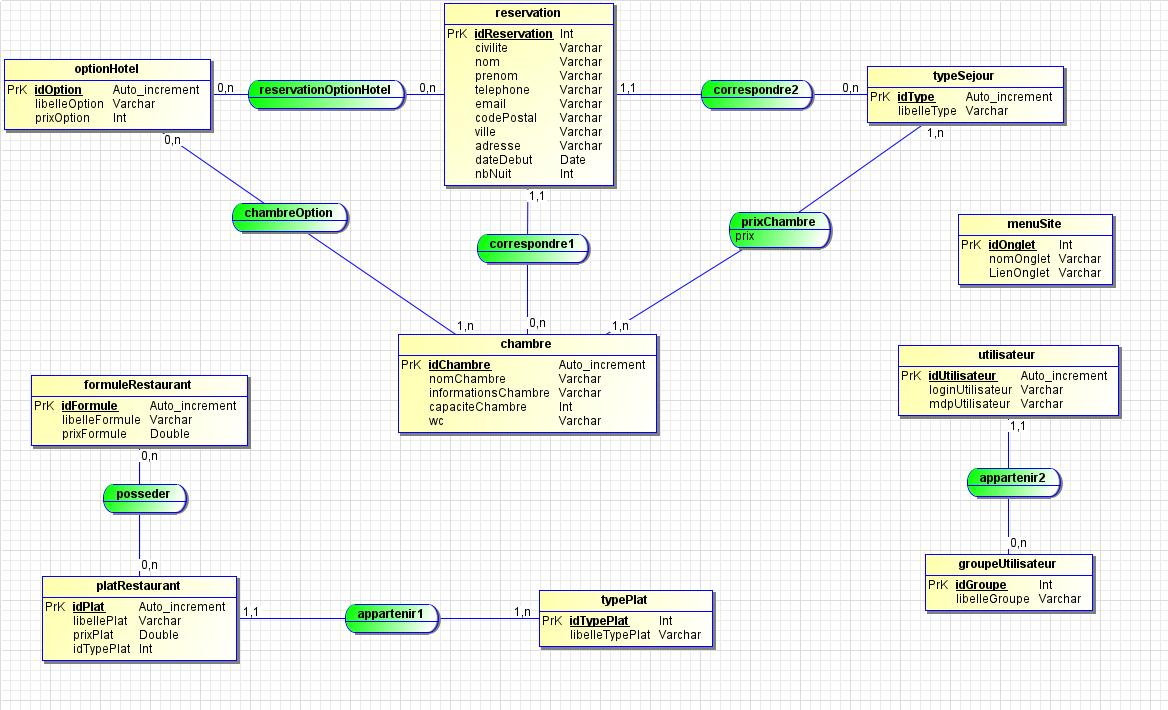 reservation
PrK idReservation Int
civilite Varchar
nom Varchar
prenom Varchar
telephone Varchar
email Varchar
codePostal Varchar
ville Varchar
adresse Varchar
dateDebut Date
nbNuit Int
optionHotel
PrK idOption Auto_increment
libelleOption Varchar
prixOption Int
0,n
reservationOptionHotel
0,n
1,1
correspondre2
0,n
typeSejour
PrK idType Auto_increment
libelleType Varchar
0,n
chambreOption
1,n
1,1
correspondre1
0,n
1,n
prixChambre
prix
1,n
menuSite
PrK idOnglet Int
nomOnglet Varchar
LienOnglet Varchar
chambre
PrK idChambre Auto_increment
nomChambre Varchar
informationsChambre Varchar
capaciteChambre Int
wc Varchar
utilisateur
PrK idUtilisateur Auto_increment
loginUtilisateur Varchar
mdpUtilisateur Varchar
1,1
appartenir2
0,n
groupeUtilisateur
PrK idGroupe Int
libelleGroupe Varchar
formuleRestaurant
PrK idFormule Auto_increment
libelleFormule Varchar
prixFormule Double
0,n
posseder
0,n
platRestaurant
PrK idPlat Auto_increment
libellePlat Varchar
prixPlat Double
idTypePlat Int
1,1
appartenir1
1,n
typePlat
PrK idTypePlat Int
libelleTypePlat Varchar